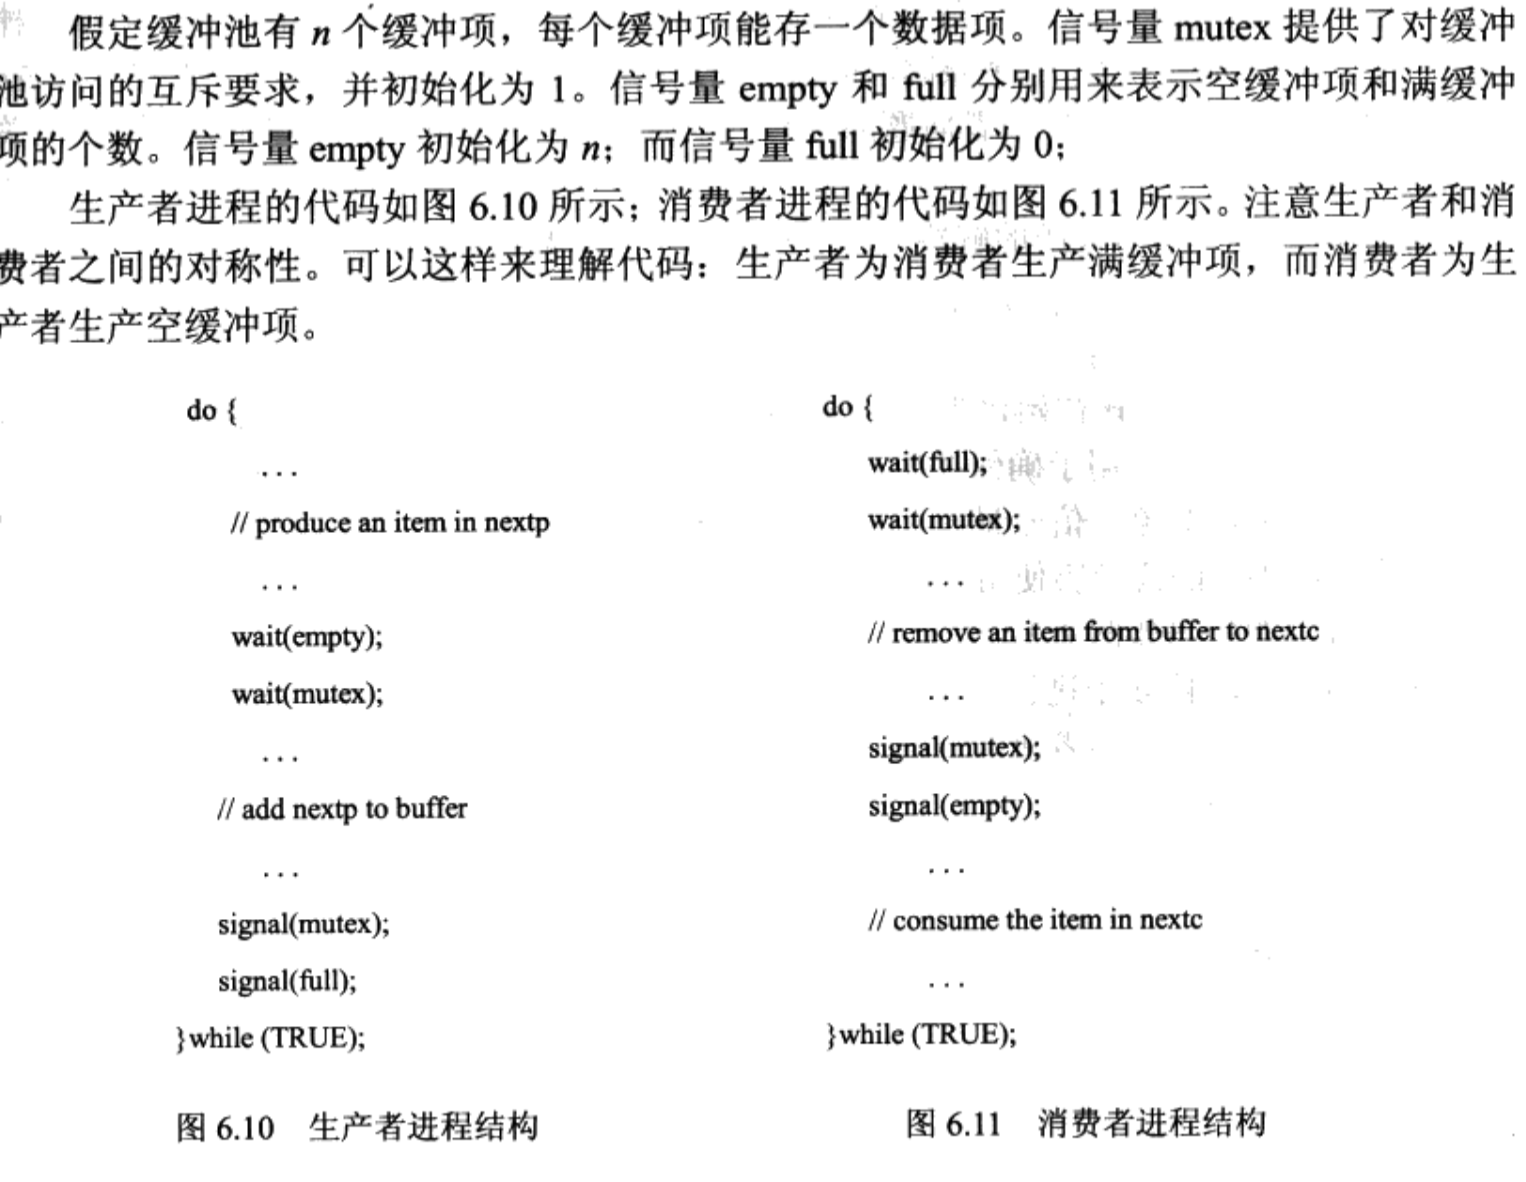 假定缓冲池有 n 个缓冲项，每个缓冲项能存一个数据项。信号量 mutex 提供了对缓冲
池访问的互斥要求，并初始化为 1。信号量 empty 和 full 分别用来表示空缓冲项和满缓冲
项的个数。信号量 empty 初始化为 n；而信号量 full 初始化为 0；
生产者进程的代码如图 6.10 所示；消费者进程的代码如图 6.11 所示。注意生产者和消
费者之间的对称性。可以这样来理解代码：生产者为消费者生产满缓冲项，而消费者为生
产者生产空缓冲项。
do {
...
// produce an item in nextp
...
wait(empty);
wait(mutex);
...
// add nextp to buffer
...
signal(mutex);
signal(full);
}while (TRUE);
图 6.10 生产者进程结构
do {
wait(full);
wait(mutex);
...
// remove an item from buffer to nextc
...
signal(mutex);
signal(empty);
...
// consume the item in nextc
...
}while (TRUE);
图 6.11 消费者进程结构